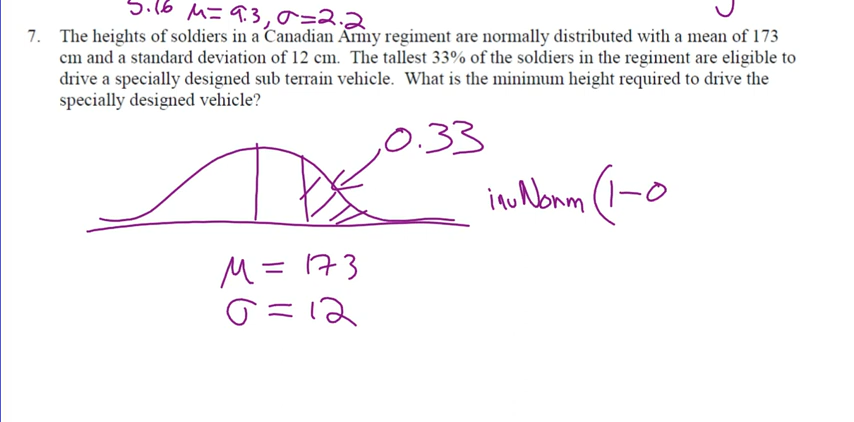 5.16 μ= 9.3, σ=2.2
7. The heights of soldiers in a Canadian Army regiment are normally distributed with a mean of 173
cm and a standard deviation of 12 cm. The tallest 33% of the soldiers in the regiment are eligible to
drive a specially designed sub terrain vehicle. What is the minimum height required to drive the
specially designed vehicle?
0.33
invNorm (1-0
μ = 173
σ = 12